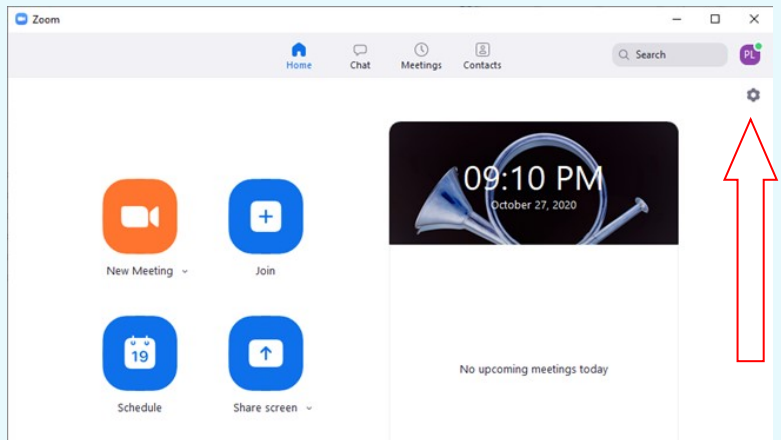 Zoom
Home
Chat
Meetings
Contacts
Search
PL
09:10 PM
October 27, 2020
New Meeting
Join
19
Schedule
Share screen
No upcoming meetings today